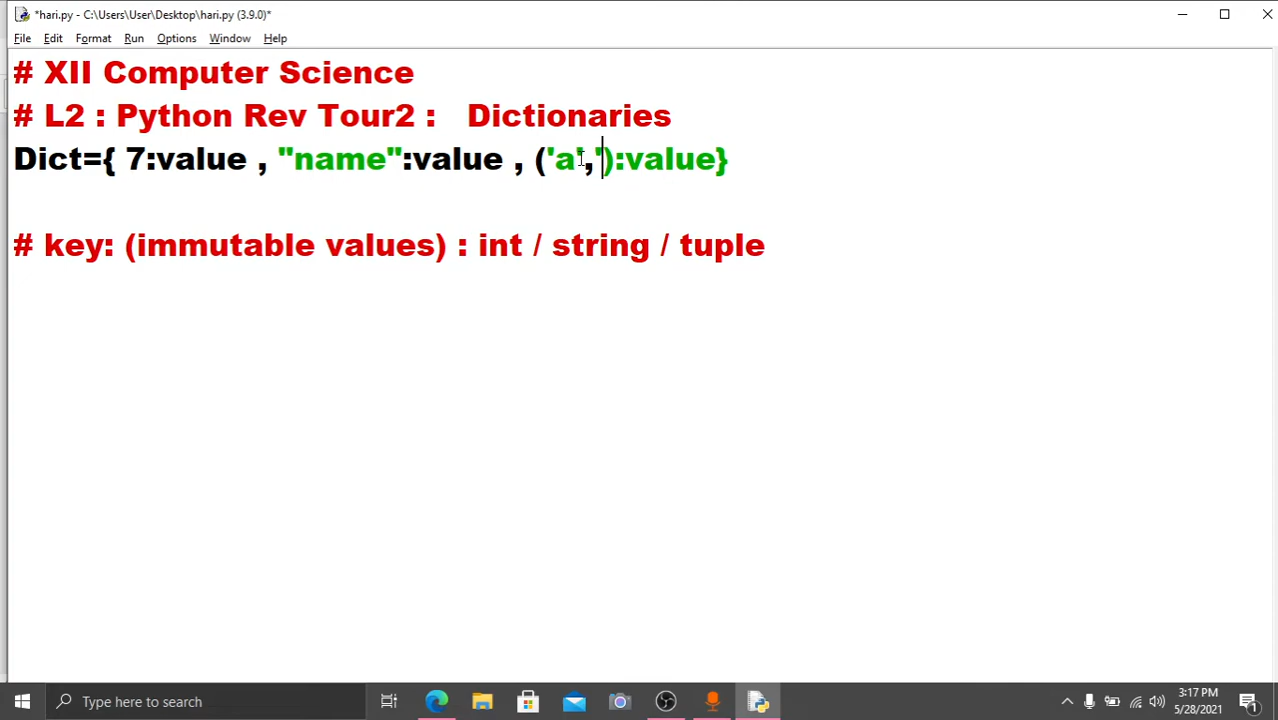 *hari.py - C:\Users\User\Desktop\hari.py (3.9.0)*
File Edit Format Run Options Window Help
# XII Computer Science
# L2 : Python Rev Tour2 :   Dictionaries
Dict={ 7:value , "name":value , ('a','):value}
# key: (immutable values) : int / string / tuple
Type here to search
3:17 PM
5/28/2021
1